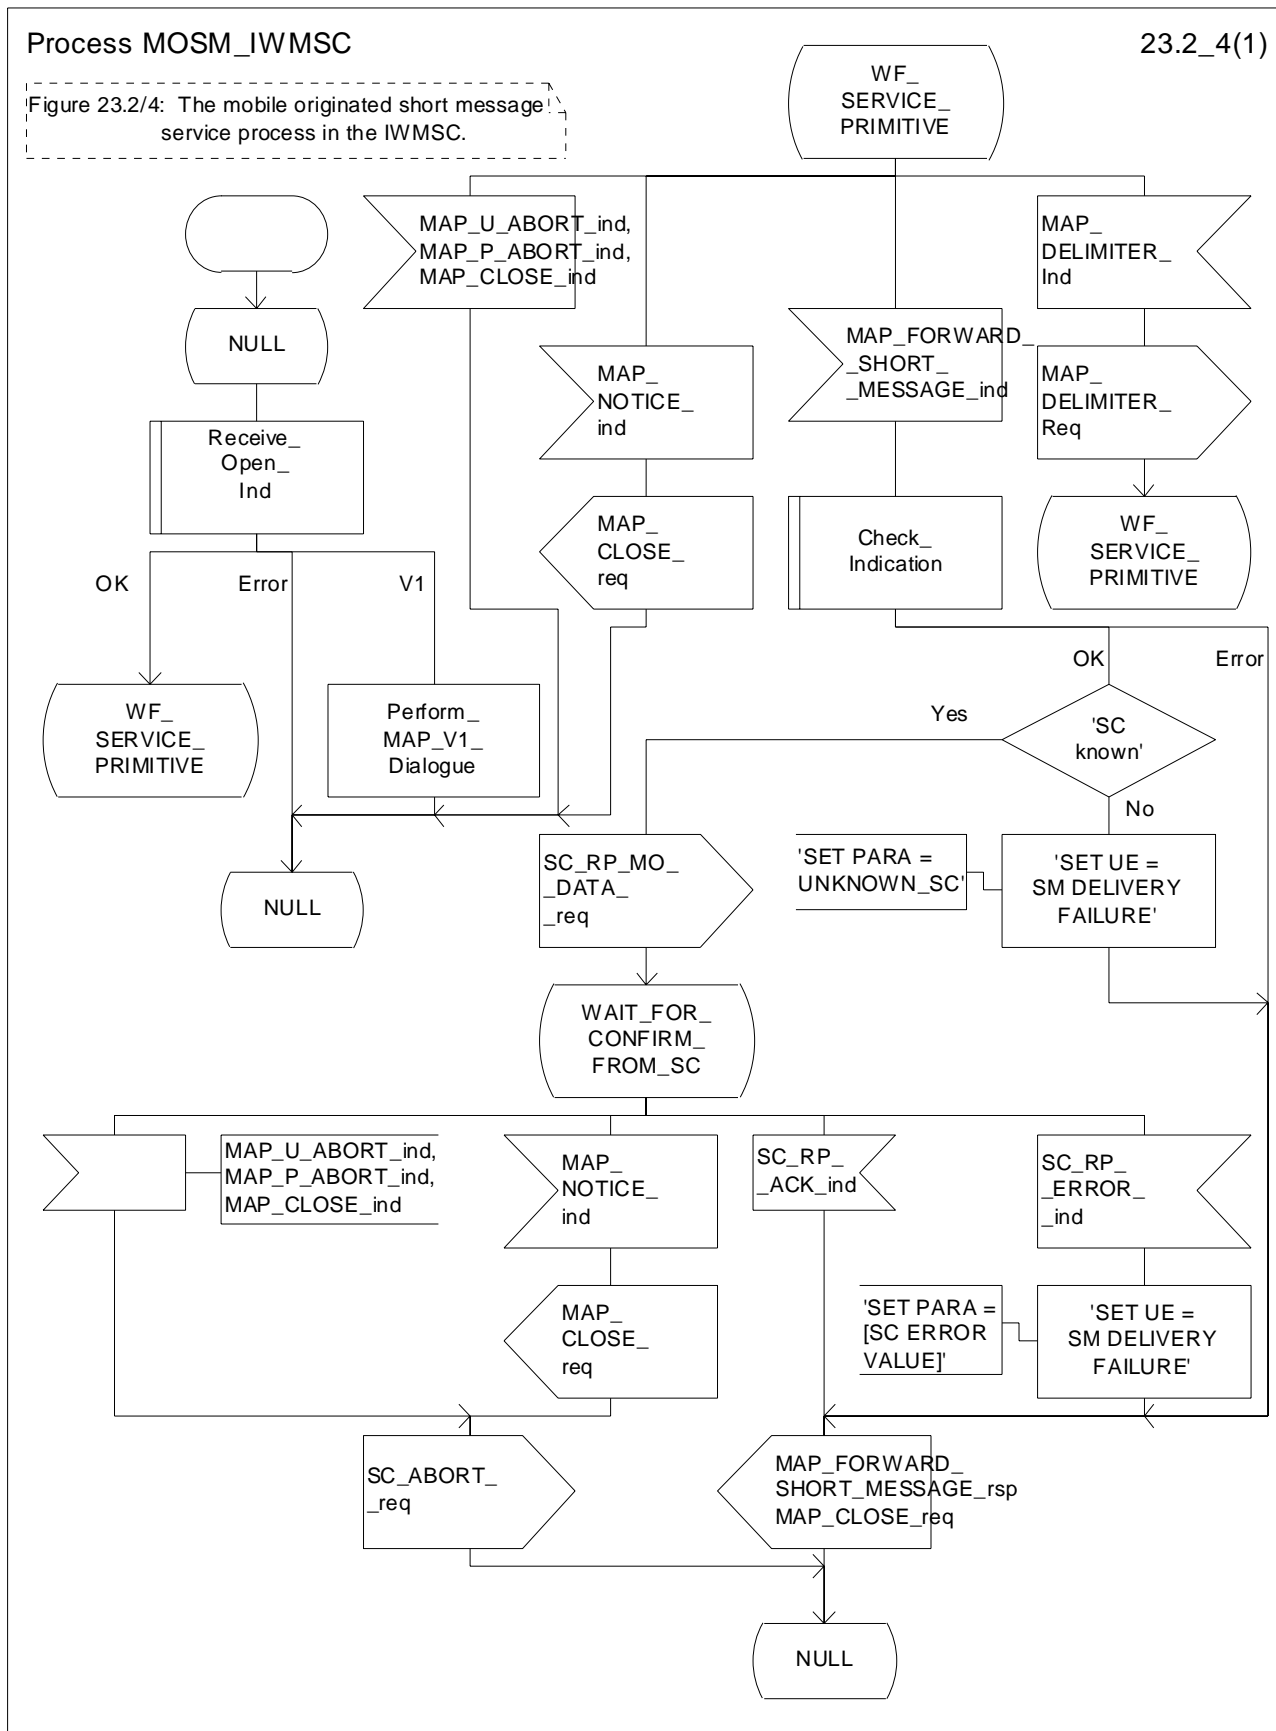 Process MOSM_IWMSC
23.2_4(1)
Figure 23.2/4: The mobile originated short message
service process in the IWMSC.
WF_
SERVICE_
PRIMITIVE
MAP_U_ABORT_ind,
MAP_P_ABORT_ind,
MAP_CLOSE_ind
MAP_
DELIMITER_
Ind
NULL
MAP_
NOTICE_
ind
MAP_FORWARD_
_SHORT_
_MESSAGE_ind
MAP_
DELIMITER_
Req
Receive_
Open_
Ind
MAP_
CLOSE_
req
Check_
Indication
WF_
SERVICE_
PRIMITIVE
OK
Error
V1
OK
Error
WF_
SERVICE_
PRIMITIVE
Perform_
MAP_V1_
Dialogue
Yes
'SC
known'
No
NULL
SC_RP_MO_
_DATA_
_req
'SET PARA =
UNKNOWN_SC'
'SET UE =
SM DELIVERY
FAILURE'
WAIT_FOR_
CONFIRM_
FROM_SC
MAP_U_ABORT_ind,
MAP_P_ABORT_ind,
MAP_CLOSE_ind
MAP_
NOTICE_
ind
SC_RP_
_ACK_ind
SC_RP_
_ERROR_
_ind
MAP_
CLOSE_
req
'SET PARA =
[SC ERROR
VALUE]'
'SET UE =
SM DELIVERY
FAILURE'
SC_ABORT_
_req
MAP_FORWARD_
SHORT_MESSAGE_rsp
MAP_CLOSE_req
NULL